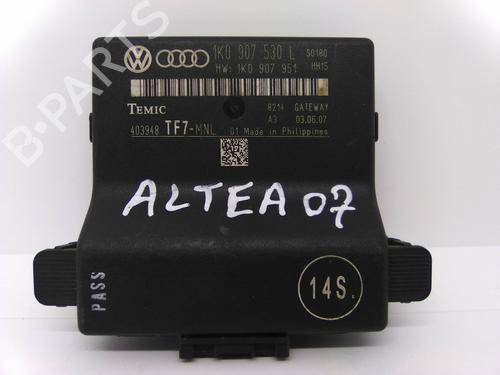 1K0 907 530 L S0180
HW: 1K0 907 951 HH15
TEMIC
8214 GATEWAY
A3 03.06.07
403948 TF7-MNL 01 Made in Philippines
ALTEA 07
PASS
14S.
B-PARTS